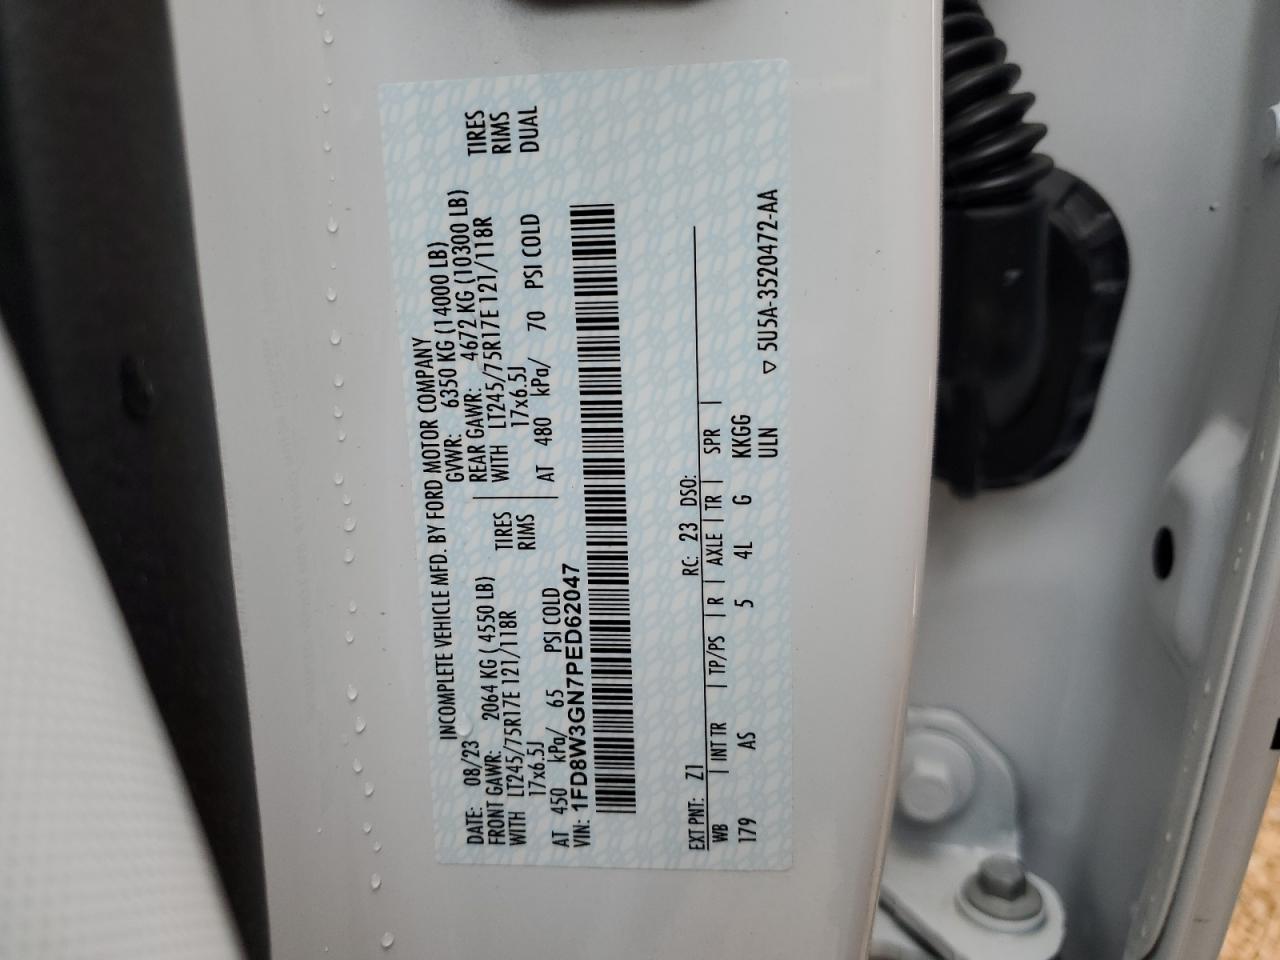 INCOMPLETE VEHICLE MFD. BY FORD MOTOR COMPANY
DATE: 08/23 GVWR: 6350 KG (14000 LB)
FRONT GAWR: 2064 KG ( 4550 LB) REAR GAWR: 4672 KG (10300 LB)
WITH LT245/75R17E 121/118R TIRES WITH LT245/75R17E 121/118R TIRES
17x6.5J RIMS 17x6.5J RIMS
AT 450 kPa/ 65 PSI COLD AT 480 kPa/ 70 PSI COLD DUAL
VIN: 1FD8W3GN7PED62047
EXT PNT: Z1 RC: 23 DSO:
WB | INT TR | TP/PS | R | AXLE | TR | SPR |
179 AS 5 4L G KKGG
ULN ▽ 5U5A-3520472-AA